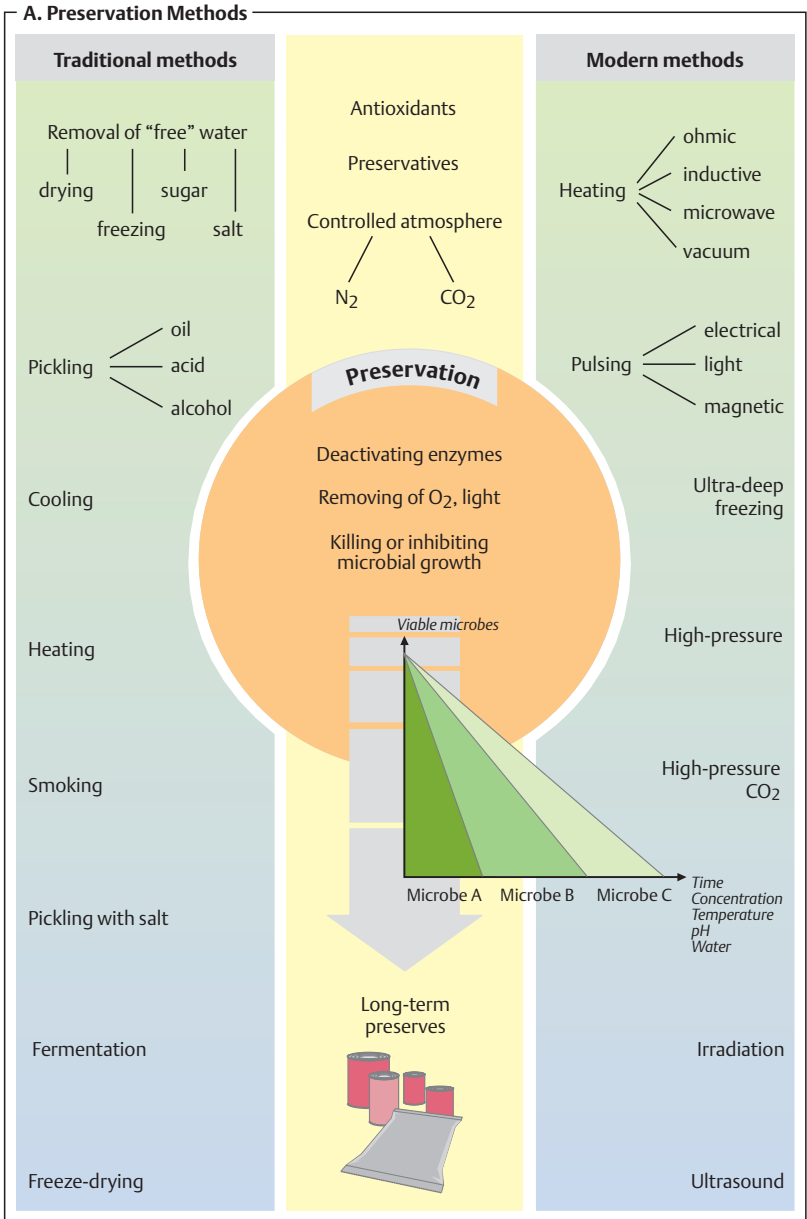 A. Preservation Methods
Traditional methods
Removal of “free” water
drying
sugar
freezing
salt
Pickling
oil
acid
alcohol
Cooling
Heating
Smoking
Pickling with salt
Fermentation
Freeze-drying
Antioxidants
Preservatives
Controlled atmosphere
N2
CO2
Preservation
Deactivating enzymes
Removing of O2, light
Killing or inhibiting
microbial growth
Viable microbes
Microbe A
Microbe B
Microbe C
Time
Concentration
Temperature
pH
Water
Long-term
preserves
Modern methods
Heating
ohmic
inductive
microwave
vacuum
Pulsing
electrical
light
magnetic
Ultra-deep
freezing
High-pressure
High-pressure
CO2
Irradiation
Ultrasound